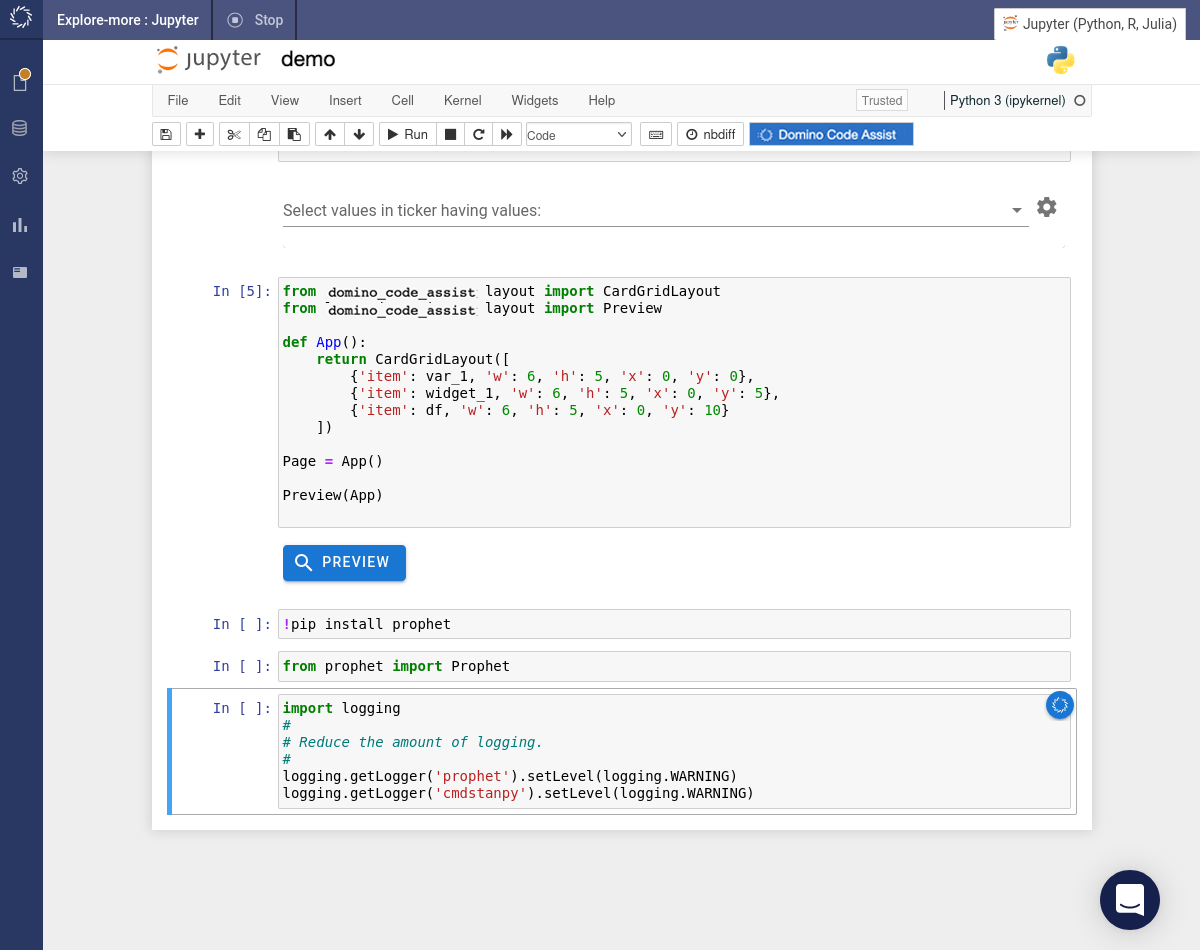 Explore-more : Jupyter
Stop
Jupyter (Python, R, Julia)
jupyter demo
File Edit View Insert Cell Kernel Widgets Help
Trusted
Python 3 (ipykernel)
Run
Code
nbdiff
Domino Code Assist
Select values in ticker having values:
In [5]:
from domino_code_assist layout import CardGridLayout
from domino_code_assist layout import Preview
def App():
    return CardGridLayout([
        {'item': var_1, 'w': 6, 'h': 5, 'x': 0, 'y': 0},
        {'item': widget_1, 'w': 6, 'h': 5, 'x': 0, 'y': 5},
        {'item': df, 'w': 6, 'h': 5, 'x': 0, 'y': 10}
    ])
Page = App()
Preview(App)
PREVIEW
In [ ]:
!pip install prophet
In [ ]:
from prophet import Prophet
In [ ]:
import logging
#
# Reduce the amount of logging.
#
logging.getLogger('prophet').setLevel(logging.WARNING)
logging.getLogger('cmdstanpy').setLevel(logging.WARNING)